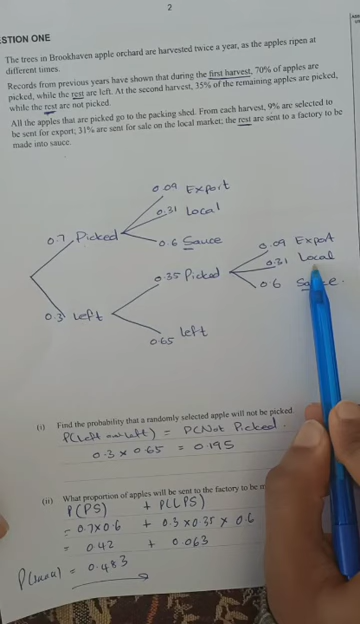 2
STION ONE
The trees in Brookhaven apple orchard are harvested twice a year, as the apples ripen at
different times.
Records from previous years have shown that during the first harvest, 70% of apples are
picked, while the rest are left. At the second harvest, 35% of the remaining apples are picked,
while the rest are not picked.
All the apples that are picked go to the packing shed. From each harvest, 9% are selected to
be sent for export; 31% are sent for sale on the local market; the rest are sent to a factory to be
made into sauce.
0.09 Export
0.31 Local
0.7 Picked
0.6 Sauce
0.09 Export
0.31 Local
0.35 Picked
0.6
0.3 Left
0.65 left
(i) Find the probability that a randomly selected apple will not be picked.
= P(Not Picked).
0.3 × 0.65 = 0.195
(ii) What proportion of apples will be sent to the factory to be
P(PS) + P(LPS)
= 0.7×0.6 + 0.3 × 0.35 × 0.6
= 0.42 + 0.063
= 0.483